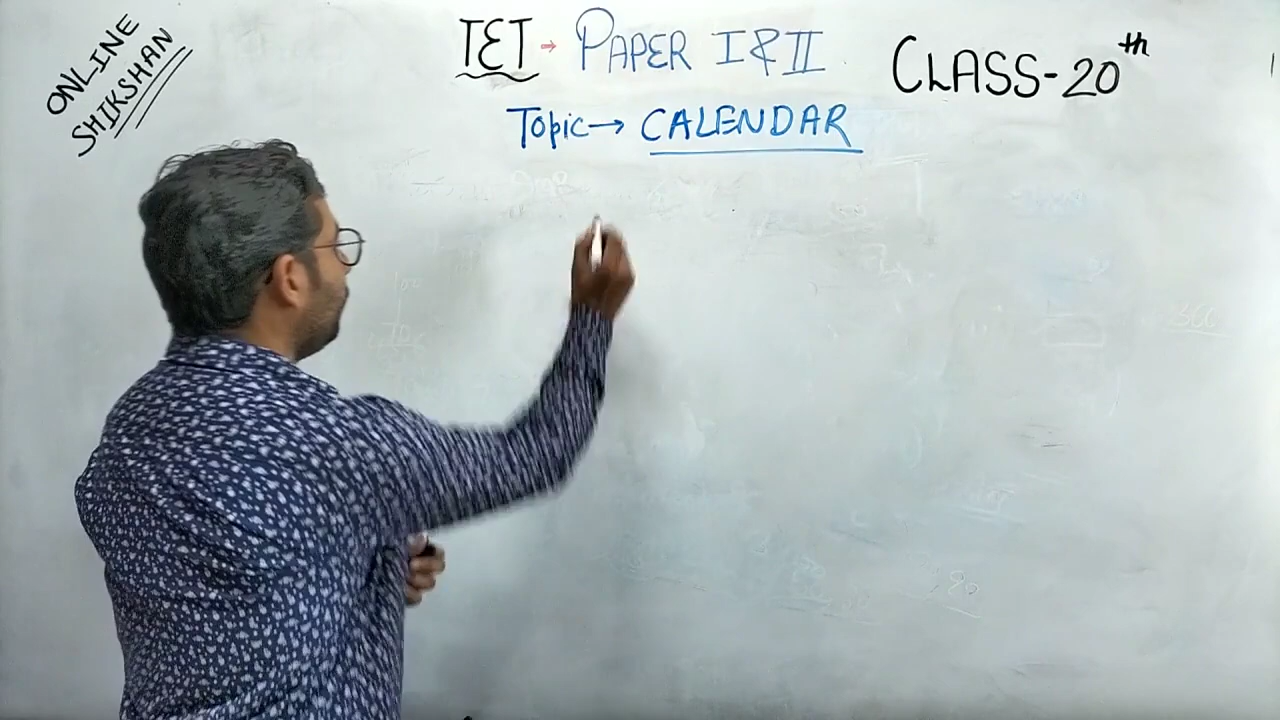 ONLINE
SHIKSHAN
TET → PAPER I & II
CLASS-20th
Topic → CALENDAR